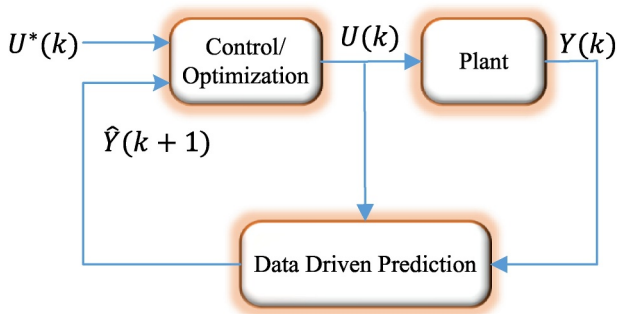 U*(k)
Control/
Optimization
U(k)
Plant
Y(k)
Ŷ(k + 1)
Data Driven Prediction